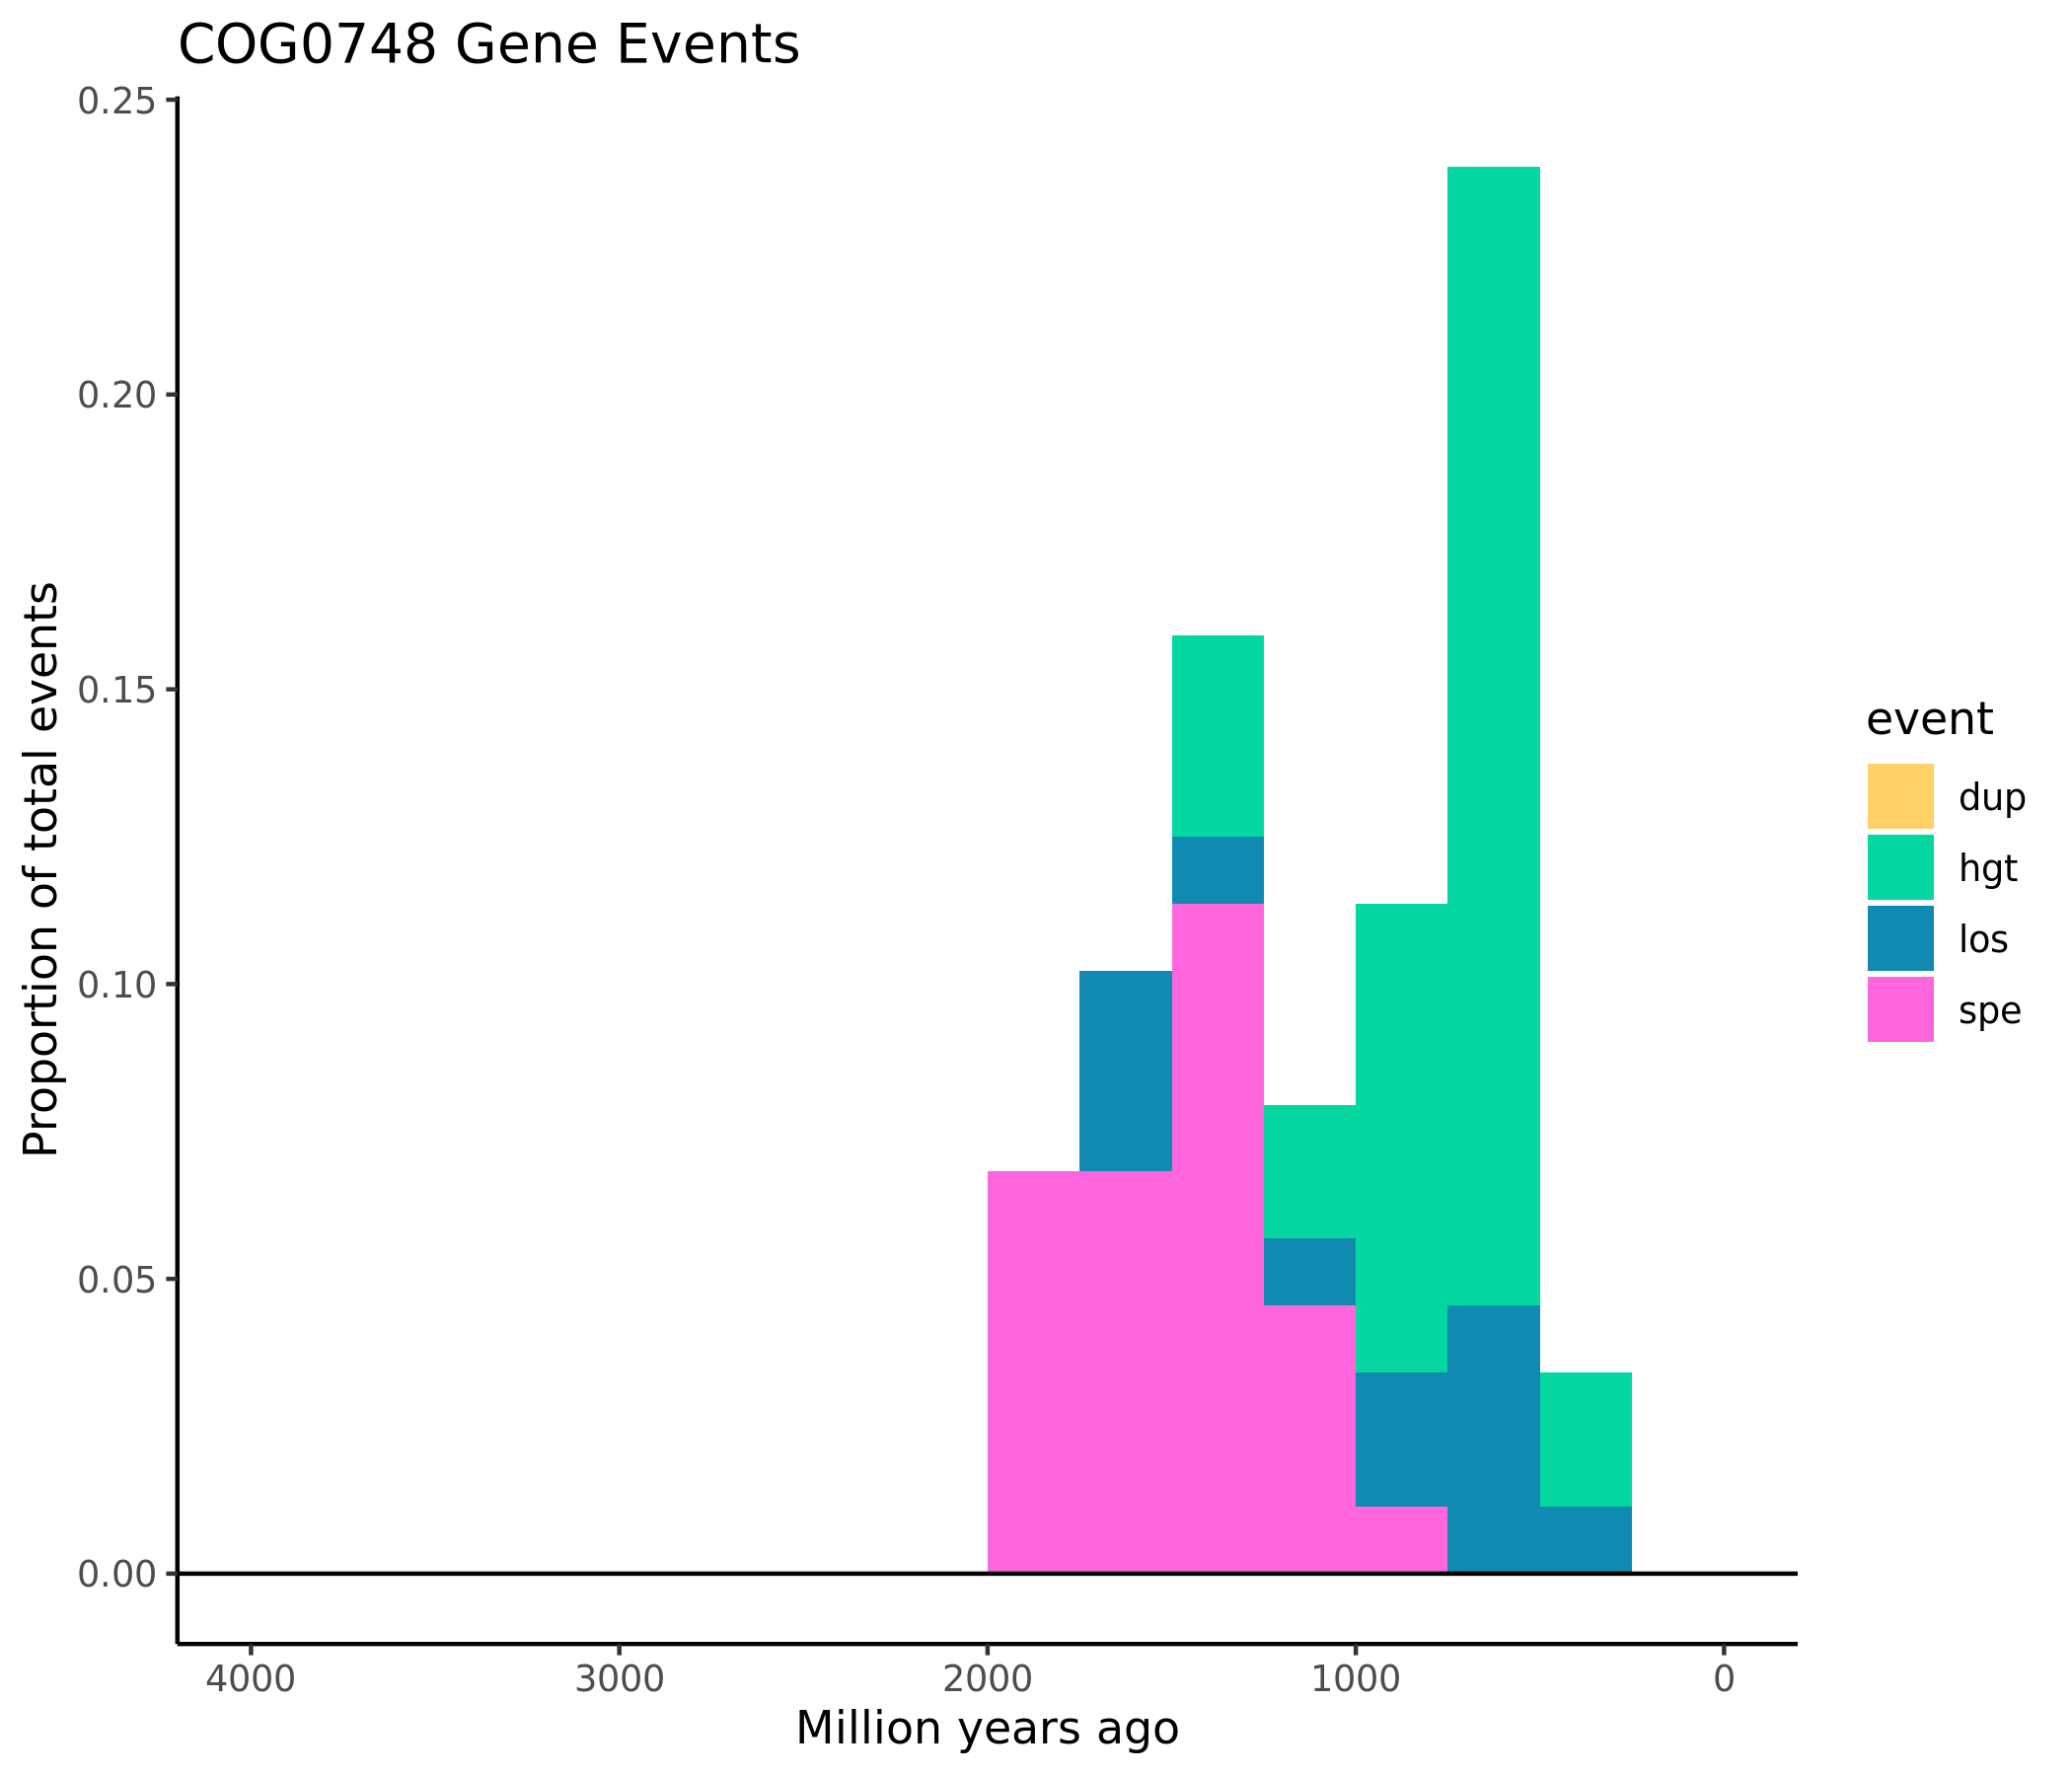 COG0748 Gene Events
Proportion of total events
0.25
0.20
0.15
0.10
0.05
0.00
4000 3000 2000 1000 0
Million years ago
event
dup
hgt
los
spe